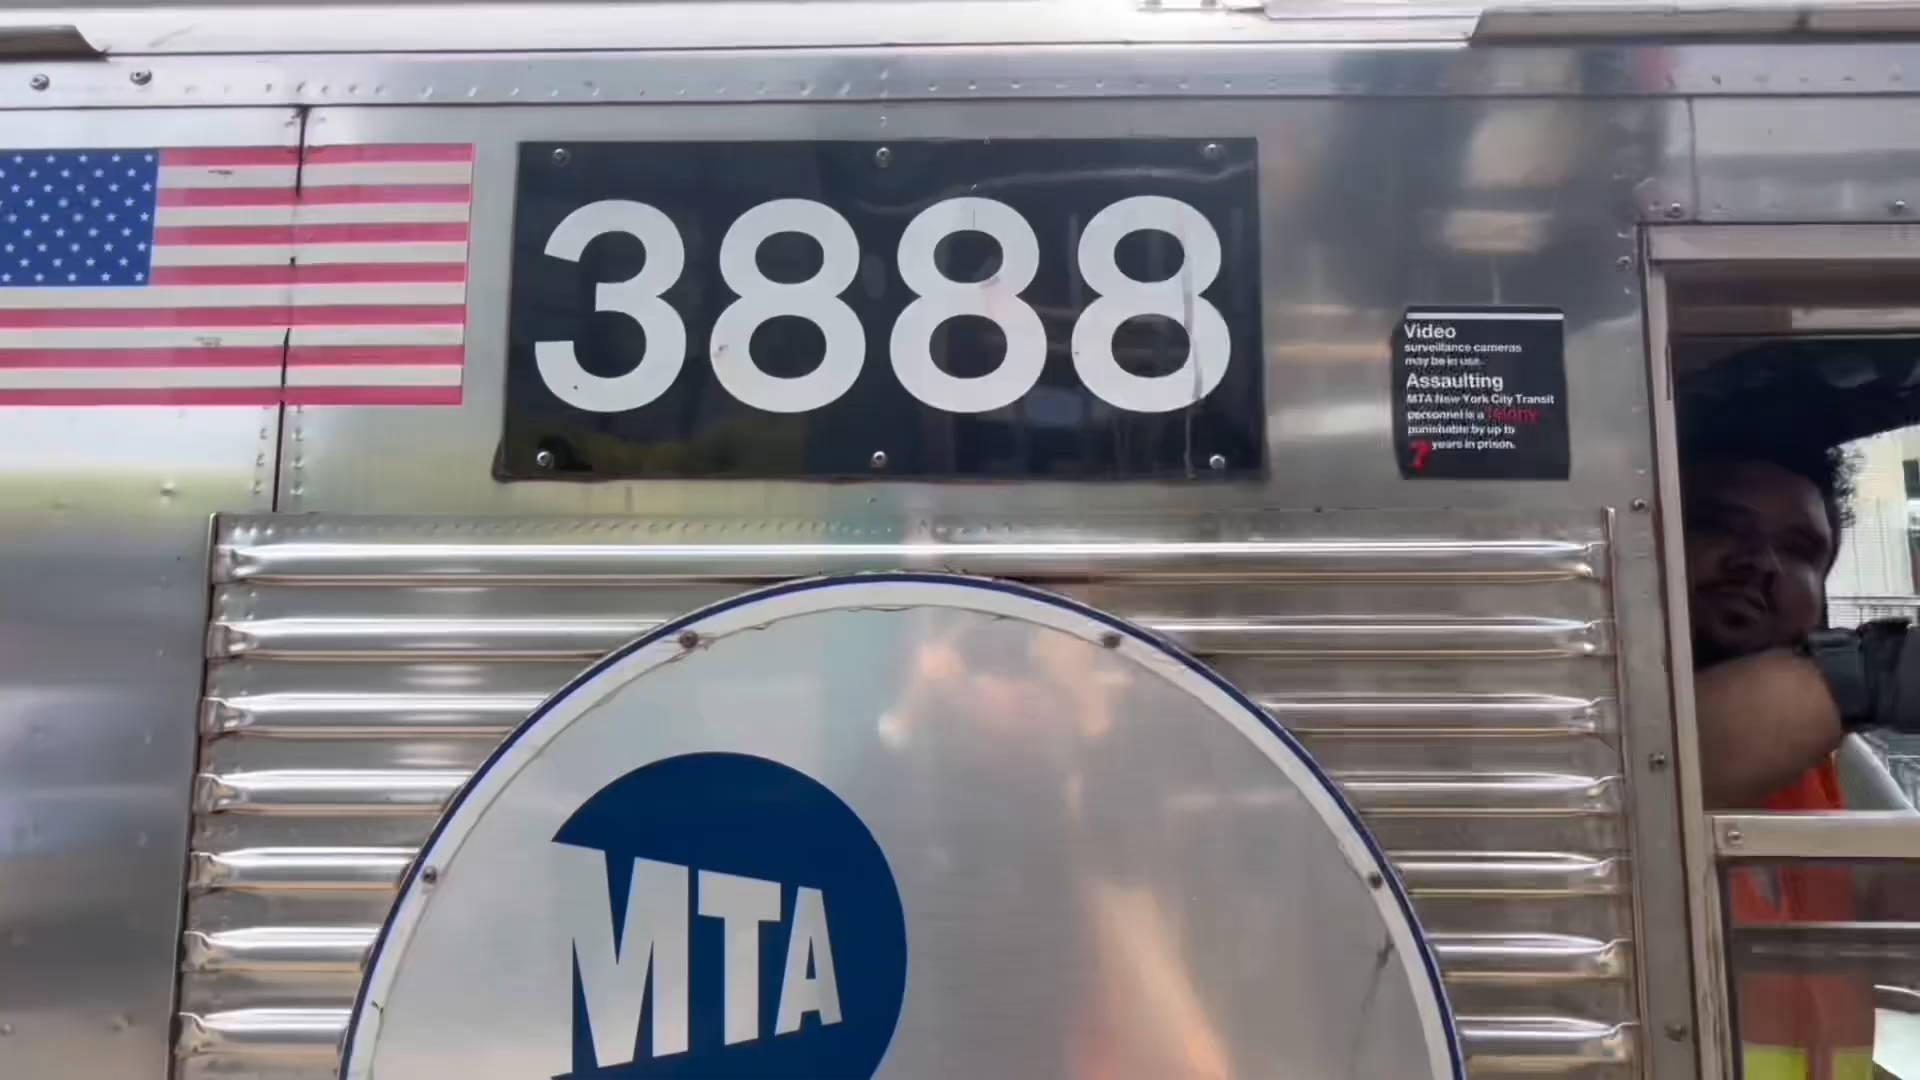 3888
Video
surveillance cameras
may be in use.
Assaulting
MTA New York City Transit
personnel is a felony
punishable by up to
7 years in prison.
MTA